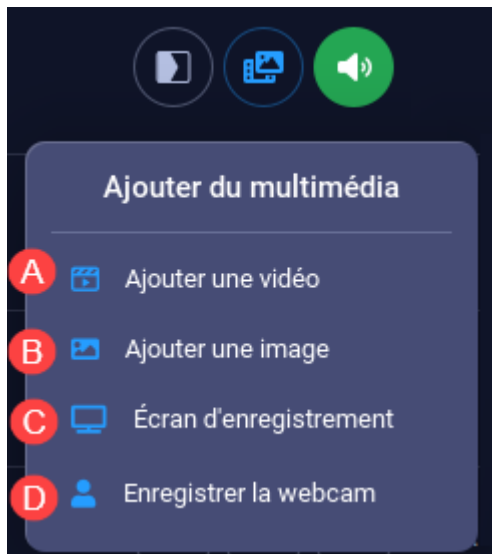 Ajouter du multimédia
A Ajouter une vidéo
B Ajouter une image
C Écran d'enregistrement
D Enregistrer la webcam